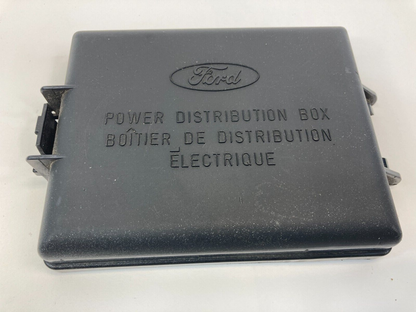 Ford
POWER DISTRIBUTION BOX
BOÎTIER DE DISTRIBUTION
ÉLECTRIQUE